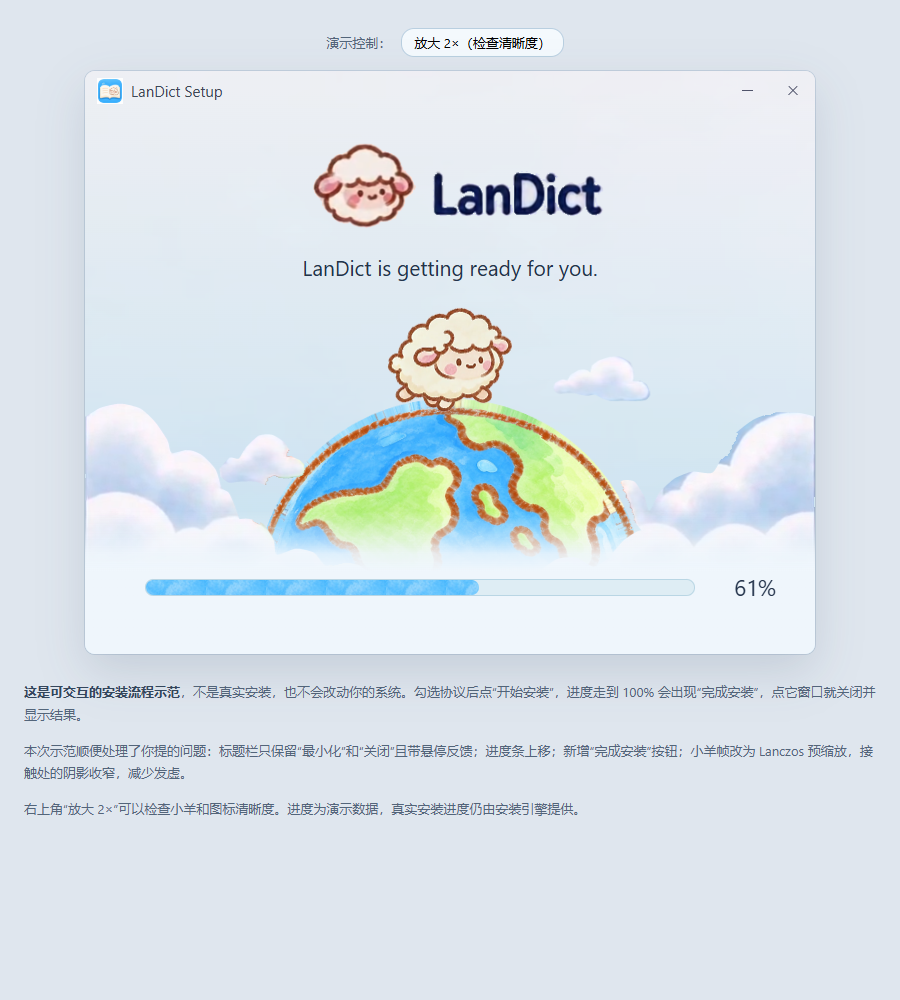 演示控制：
放大 2×（检查清晰度）
LanDict Setup
LanDict
LanDict is getting ready for you.
61%
这是可交互的安装流程示范，不是真实安装，也不会改动你的系统。勾选协议后点“开始安装”，进度走到 100% 会出现“完成安装”，点它窗口就关闭并
显示结果。
本次示范顺便处理了你提的问题：标题栏只保留“最小化”和“关闭”且带悬停反馈；进度条上移；新增“完成安装”按钮；小羊帧改为 Lanczos 预缩放，接
触处的阴影收窄，减少发虚。
右上角“放大 2×”可以检查小羊和图标清晰度。进度为演示数据，真实安装进度仍由安装引擎提供。